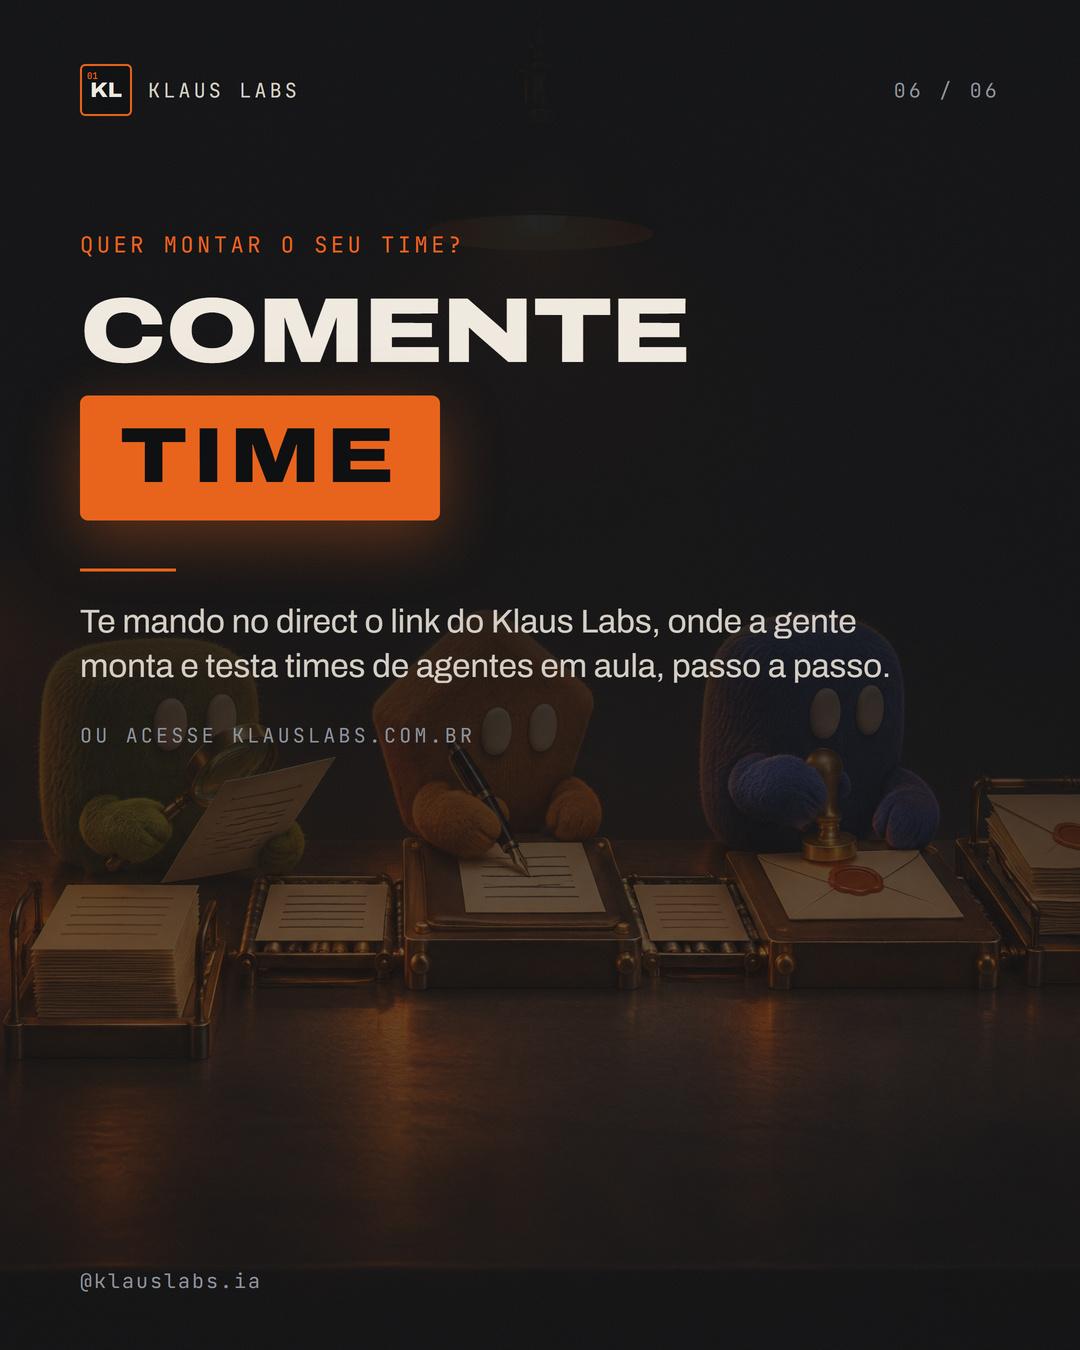 01
KL
KLAUS LABS
06 / 06
QUER MONTAR O SEU TIME?
COMENTE
TIME
Te mando no direct o link do Klaus Labs, onde a gente
monta e testa times de agentes em aula, passo a passo.
OU ACESSE KLAUSLABS.COM.BR
@klauslabs.ia